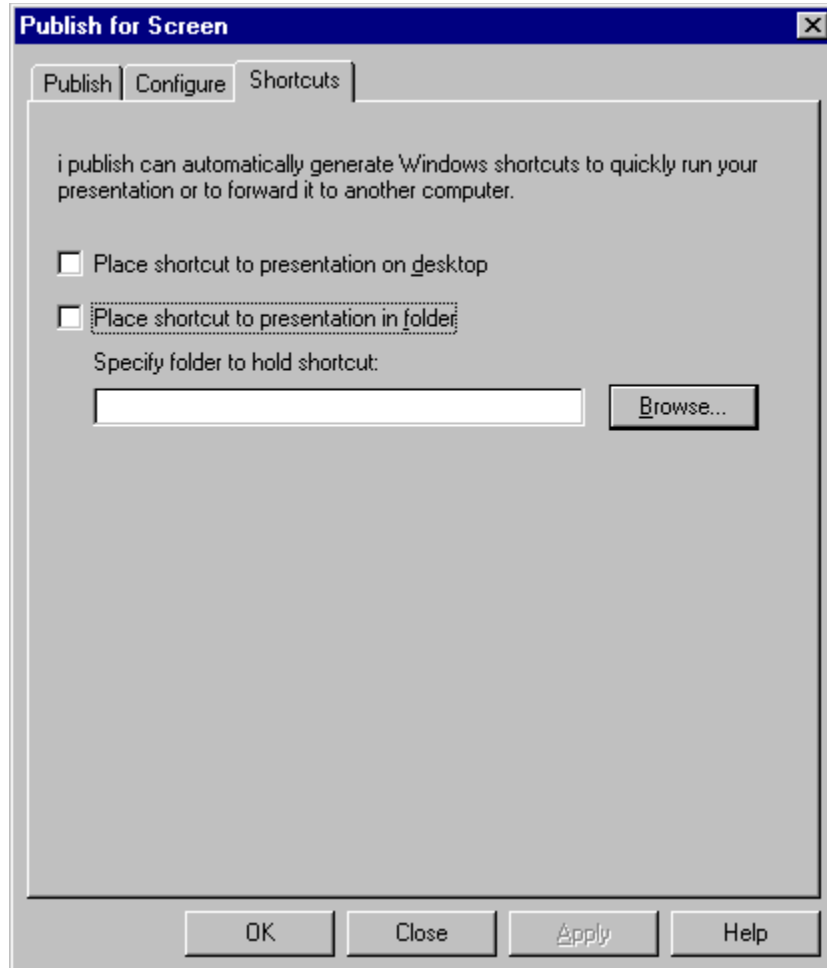 Publish for Screen
Publish Configure Shortcuts
i publish can automatically generate Windows shortcuts to quickly run your
presentation or to forward it to another computer.
Place shortcut to presentation on desktop
Place shortcut to presentation in folder
Specify folder to hold shortcut:
Browse...
OK Close Apply Help